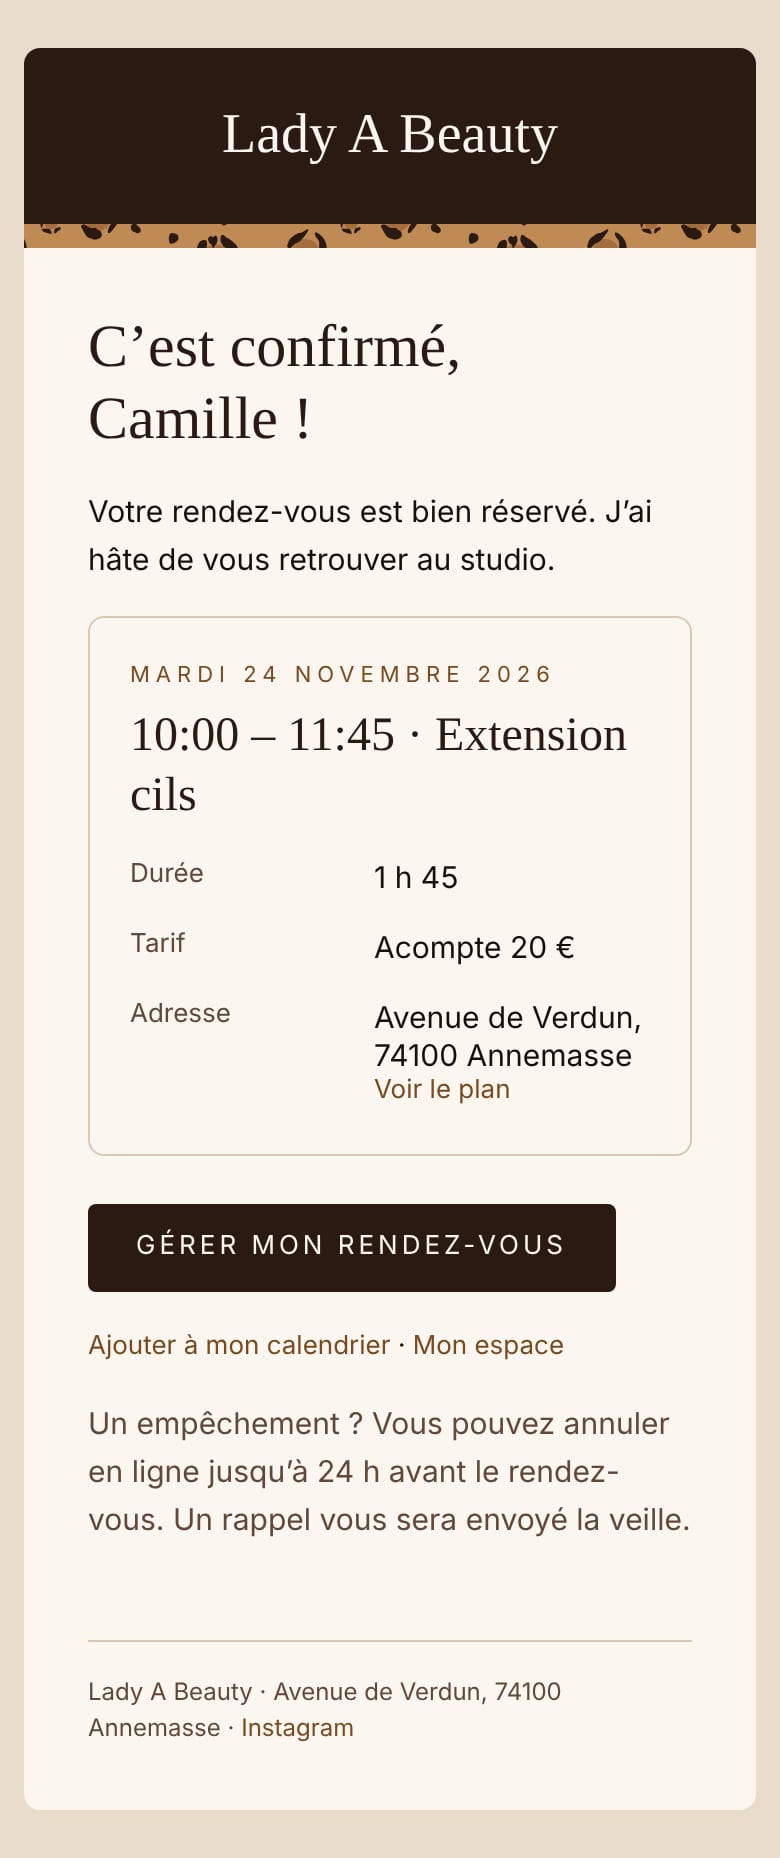 Lady A Beauty
C’est confirmé,
Camille !
Votre rendez-vous est bien réservé. J’ai
hâte de vous retrouver au studio.
MARDI 24 NOVEMBRE 2026
10:00 – 11:45 · Extension
cils
Durée 1 h 45
Tarif Acompte 20 €
Adresse Avenue de Verdun,
74100 Annemasse
Voir le plan
GÉRER MON RENDEZ-VOUS
Ajouter à mon calendrier · Mon espace
Un empêchement ? Vous pouvez annuler
en ligne jusqu’à 24 h avant le rendez-
vous. Un rappel vous sera envoyé la veille.
Lady A Beauty · Avenue de Verdun, 74100
Annemasse · Instagram